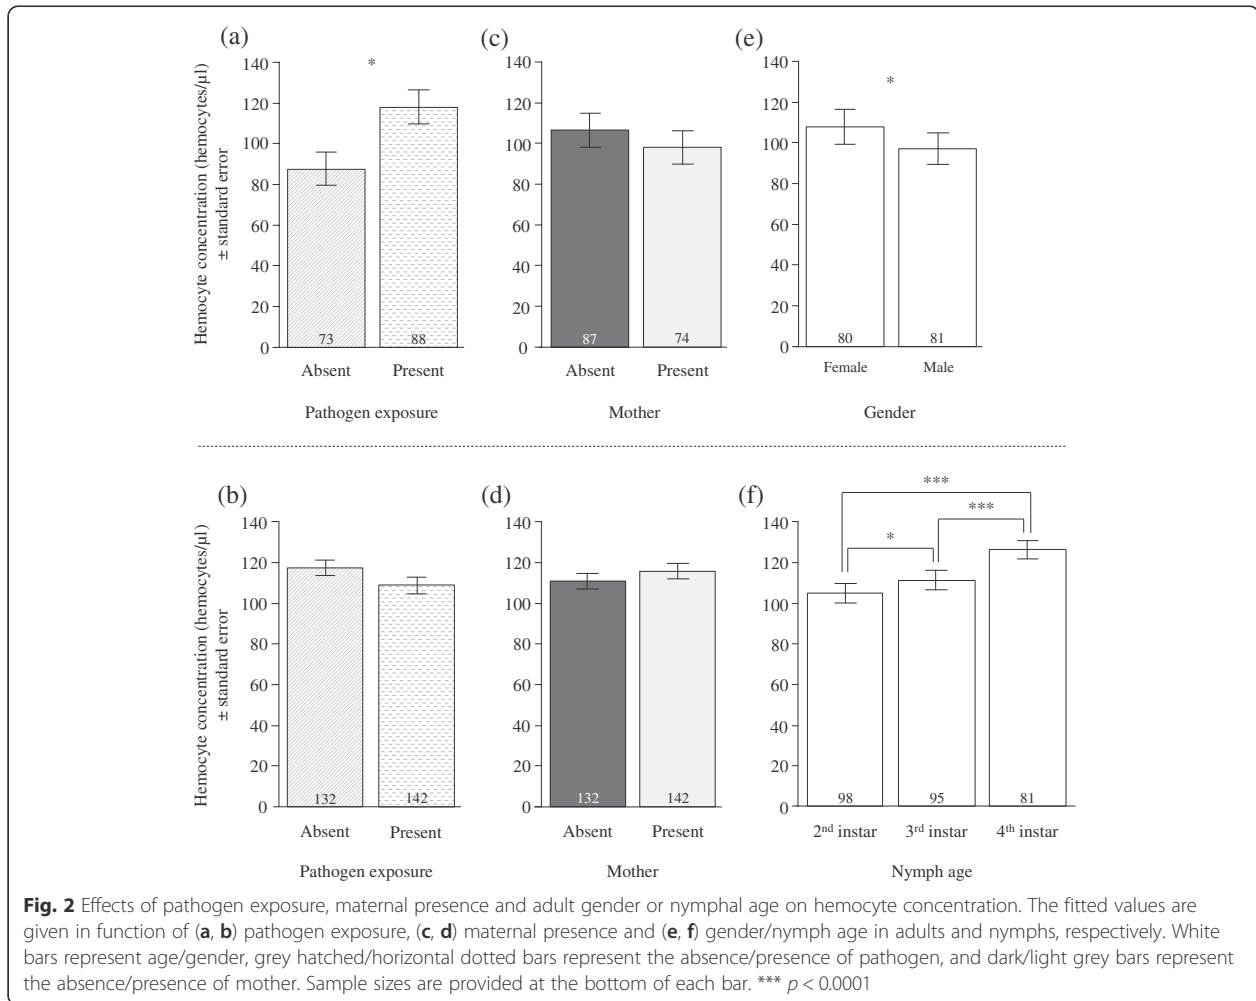 (a)
(c)
(e)
Hemocyte concentration (hemocytes/µl)
± standard error
140
120
100
80
60
40
20
0
*
73
88
Absent
Present
Pathogen exposure
140
120
100
80
60
40
20
0
87
74
Absent
Present
Mother
140
120
100
80
60
40
20
0
*
80
81
Female
Male
Gender
(b)
(d)
(f)
Hemocyte concentration (hemocytes/µl)
± standard error
140
120
100
80
60
40
20
0
132
142
Absent
Present
Pathogen exposure
140
120
100
80
60
40
20
0
132
142
Absent
Present
Mother
***
***
*
140
120
100
80
60
40
20
0
98
95
81
2nd instar
3rd instar
4th instar
Nymph age
Fig. 2 Effects of pathogen exposure, maternal presence and adult gender or nymphal age on hemocyte concentration. The fitted values are
given in function of (a, b) pathogen exposure, (c, d) maternal presence and (e, f) gender/nymph age in adults and nymphs, respectively. White
bars represent age/gender, grey hatched/horizontal dotted bars represent the absence/presence of pathogen, and dark/light grey bars represent
the absence/presence of mother. Sample sizes are provided at the bottom of each bar. *** p < 0.0001